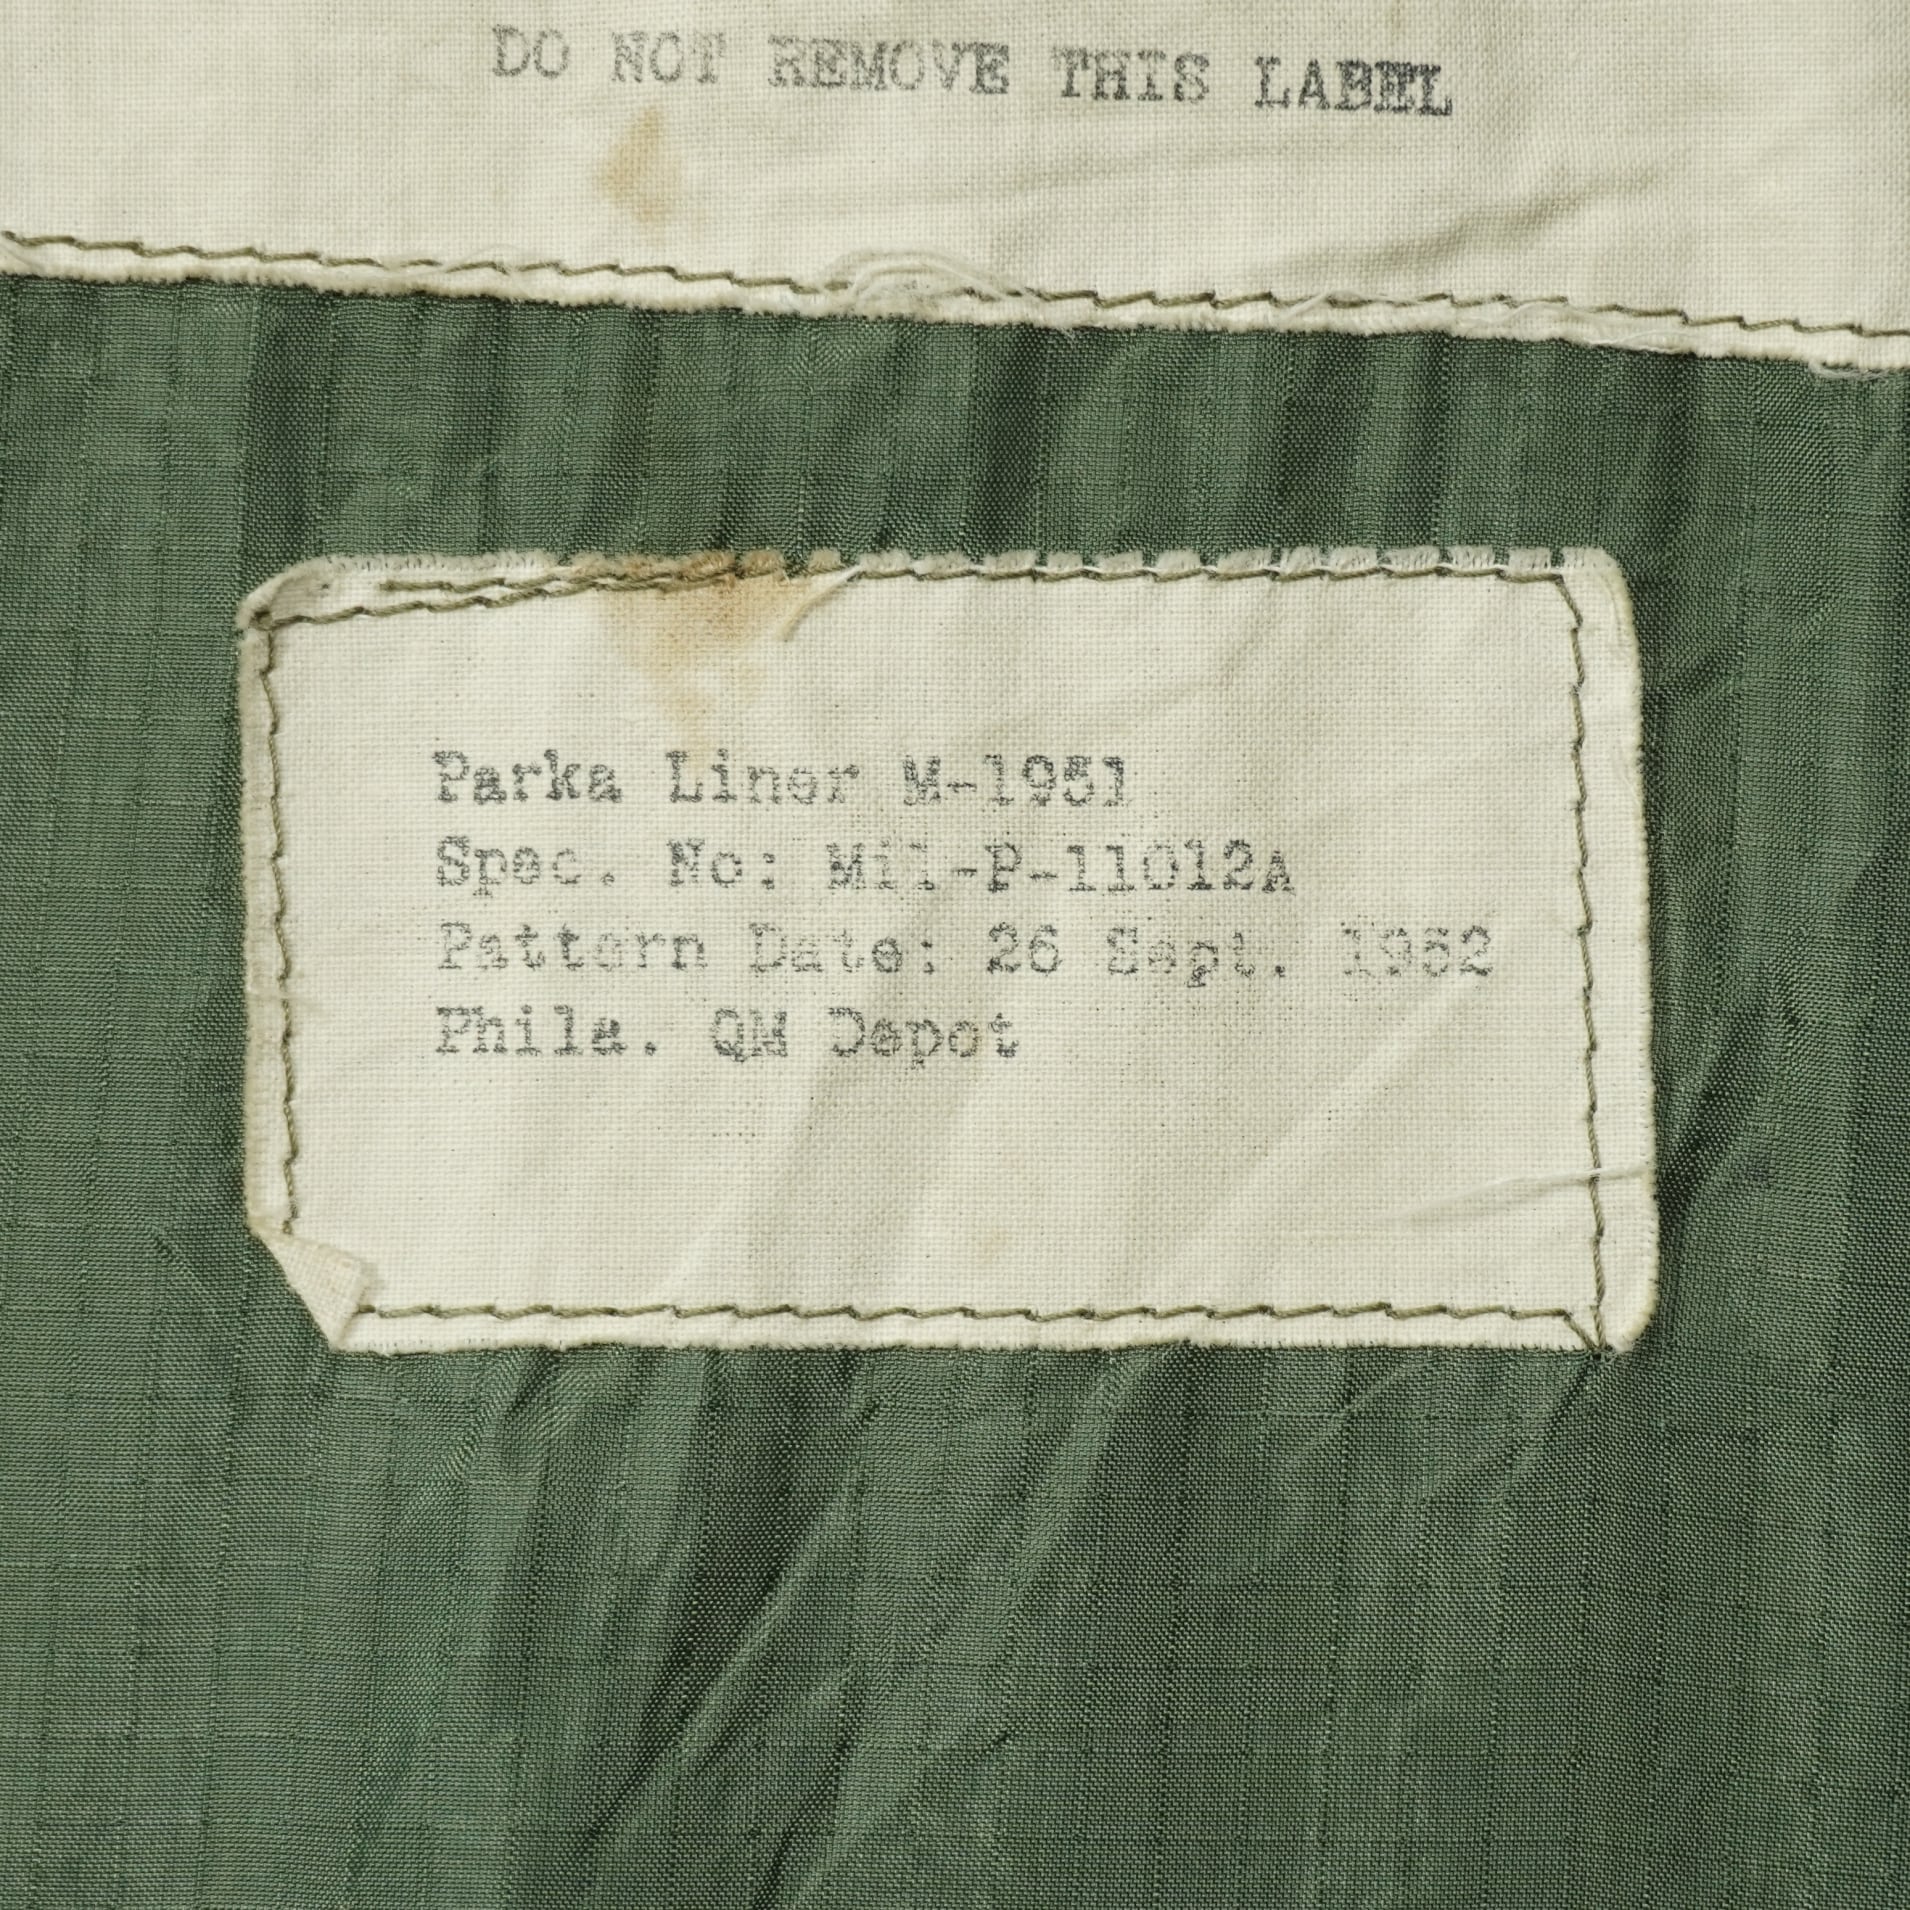 DO NOT REMOVE THIS LABEL
Parka Liner M-1951
Spec. No: Mil-P-11012A
Pattern Date: 26 Sept. 1952
Phila. QM Depot